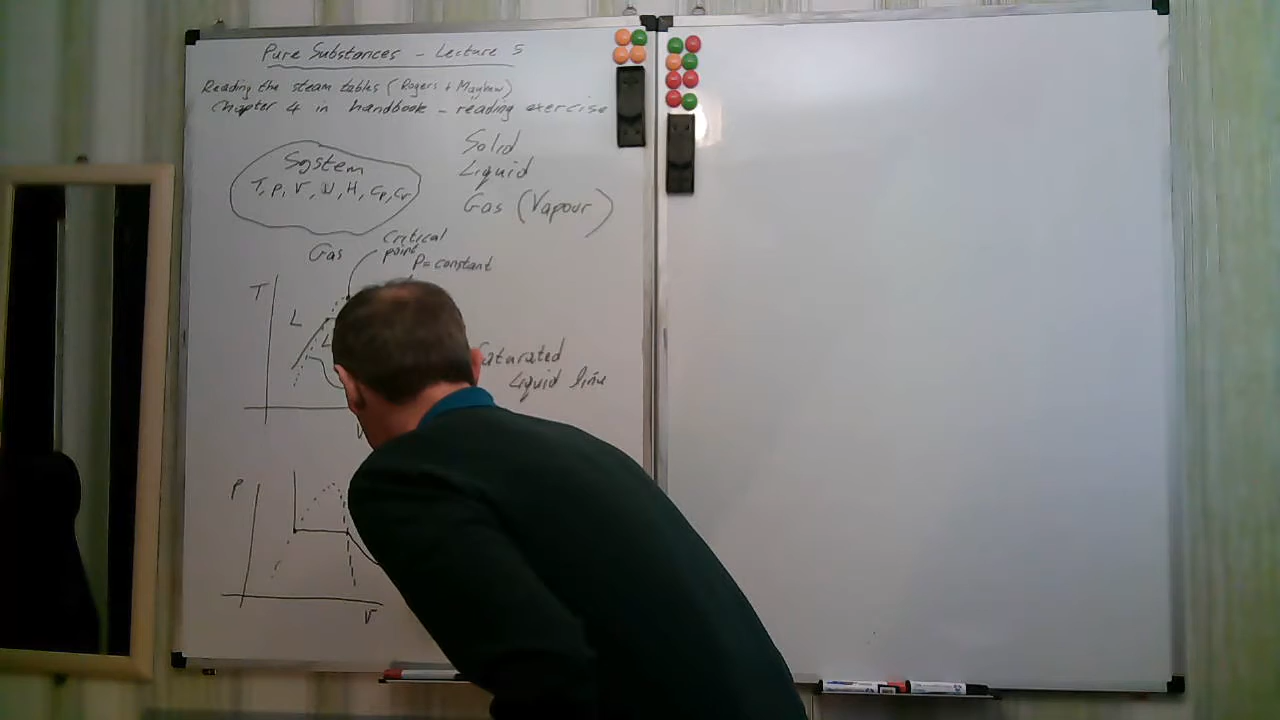 Pure Substances - Lecture 5
Reading the steam tables (Rogers + Mayhew)
Chapter 4 in handbook - reading exercise
System
T, P, V, U, H, Cp, Cv
Solid
Liquid
Gas (Vapour)
Gas
Critical
point
P = constant
T
L
Saturated
Liquid line
P
V